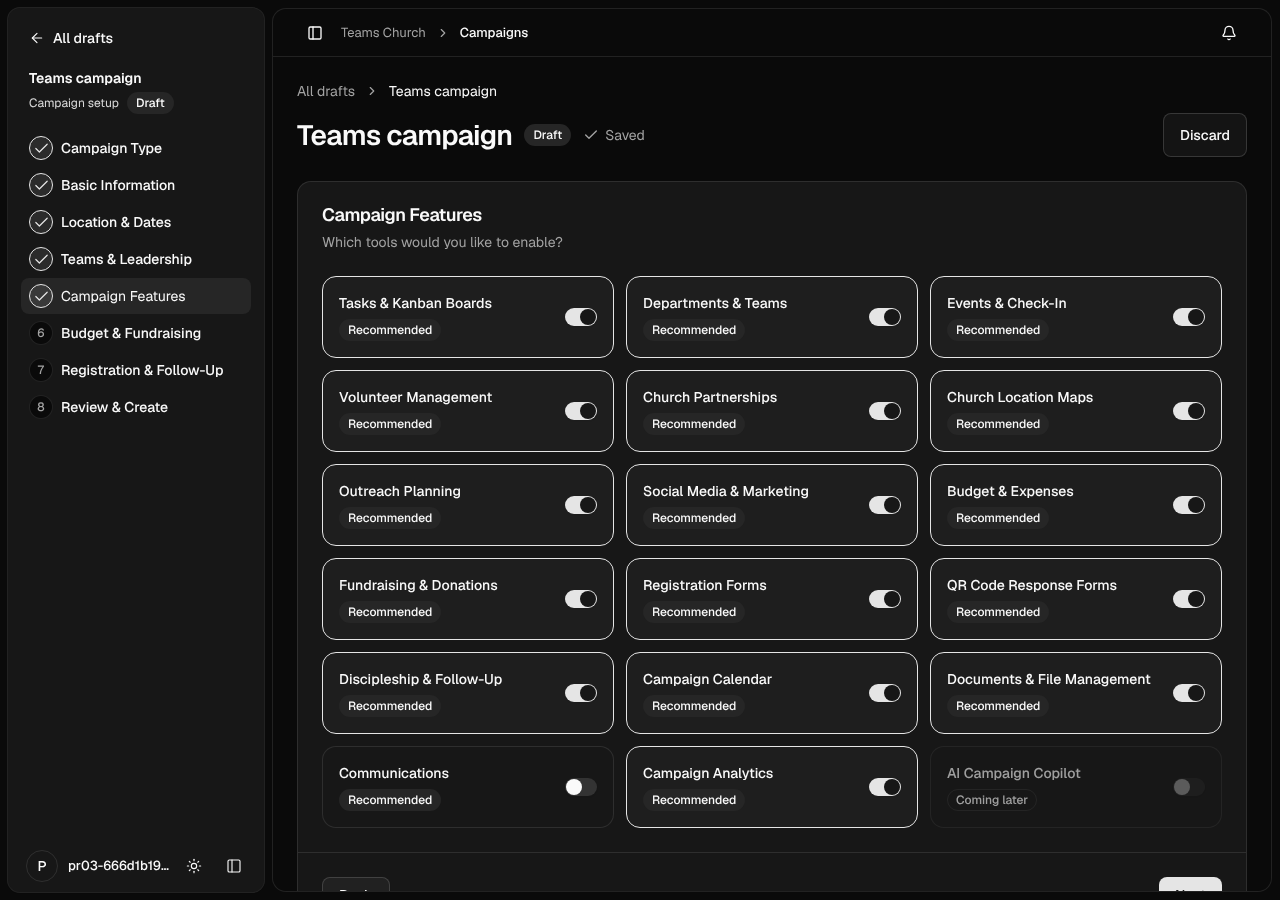 All drafts
Teams campaign
Campaign setup Draft
Campaign Type
Basic Information
Location & Dates
Teams & Leadership
Campaign Features
6 Budget & Fundraising
7 Registration & Follow-Up
8 Review & Create
P pr03-666d1b19...
Teams Church > Campaigns
All drafts > Teams campaign
Teams campaign Draft Saved
Discard
Campaign Features
Which tools would you like to enable?
Tasks & Kanban Boards
Recommended
Departments & Teams
Recommended
Events & Check-In
Recommended
Volunteer Management
Recommended
Church Partnerships
Recommended
Church Location Maps
Recommended
Outreach Planning
Recommended
Social Media & Marketing
Recommended
Budget & Expenses
Recommended
Fundraising & Donations
Recommended
Registration Forms
Recommended
QR Code Response Forms
Recommended
Discipleship & Follow-Up
Recommended
Campaign Calendar
Recommended
Documents & File Management
Recommended
Communications
Recommended
Campaign Analytics
Recommended
AI Campaign Copilot
Coming later